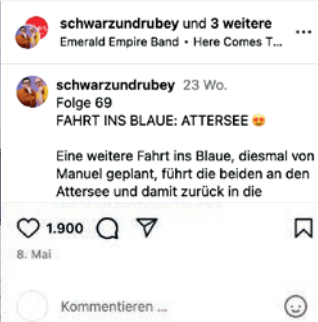 schwarzundrubey und 3 weitere
Emerald Empire Band • Here Comes T...
schwarzundrubey 23 Wo.
Folge 69
FAHRT INS BLAUE: ATTERSEE 😍
Eine weitere Fahrt ins Blaue, diesmal von
Manuel geplant, führt die beiden an den
Attersee und damit zurück in die
1.900
8. Mai
Kommentieren ...